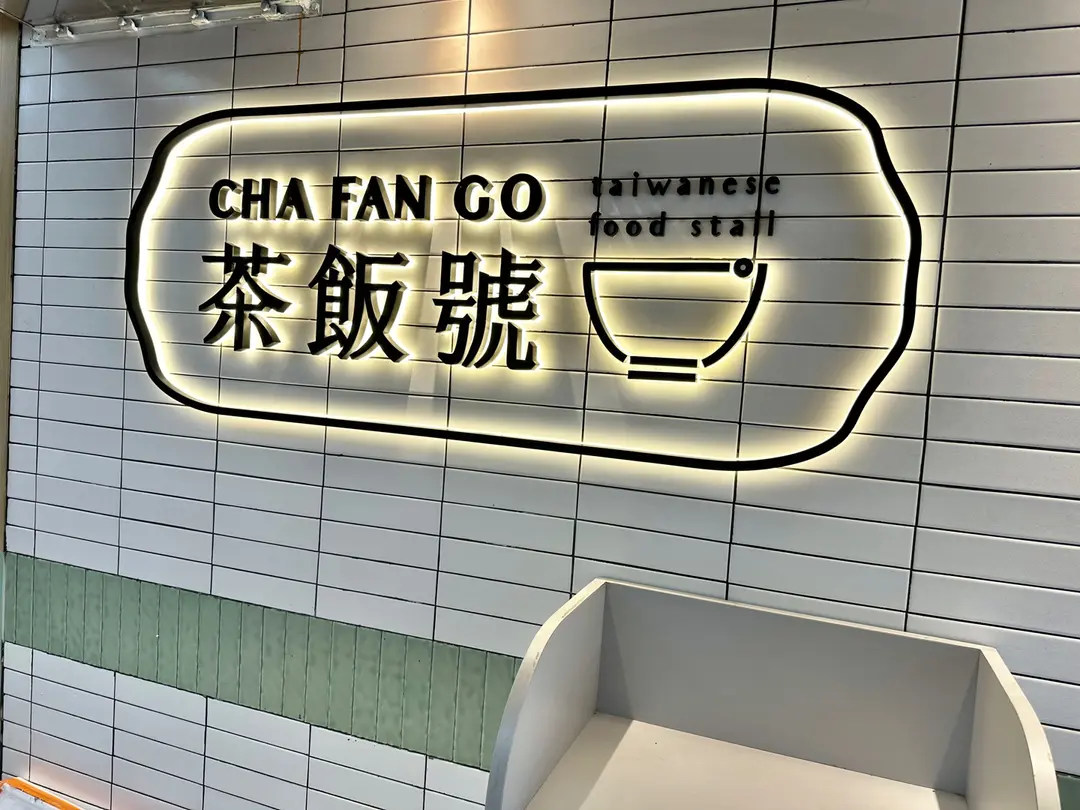 CHA FAN GO
茶飯號
taiwanese
food stall